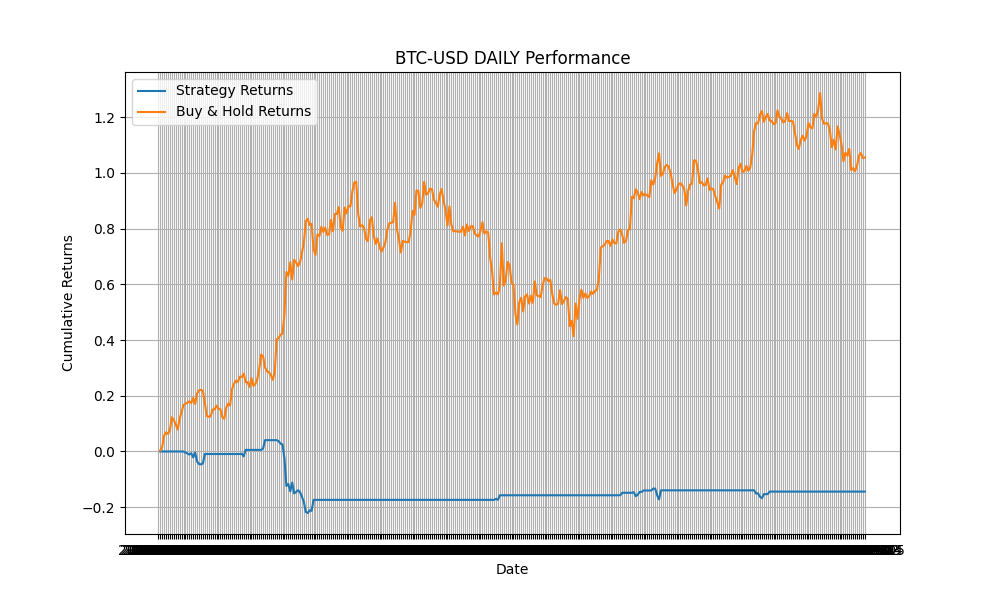 BTC-USD DAILY Performance
Strategy Returns
Buy & Hold Returns
Cumulative Returns
1.2
1.0
0.8
0.6
0.4
0.2
0.0
−0.2
Date